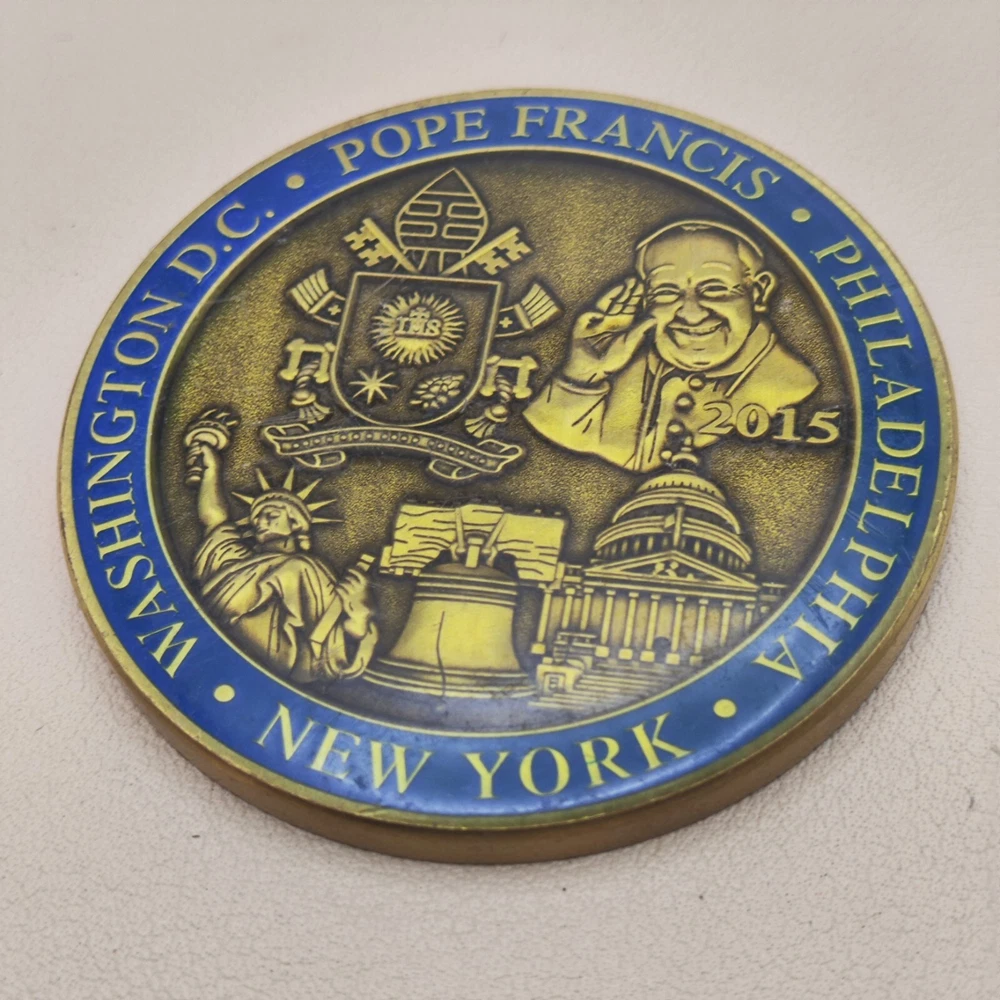 POPE FRANCIS
PHILADELPHIA
NEW YORK
WASHINGTON D.C.
IHS
2015